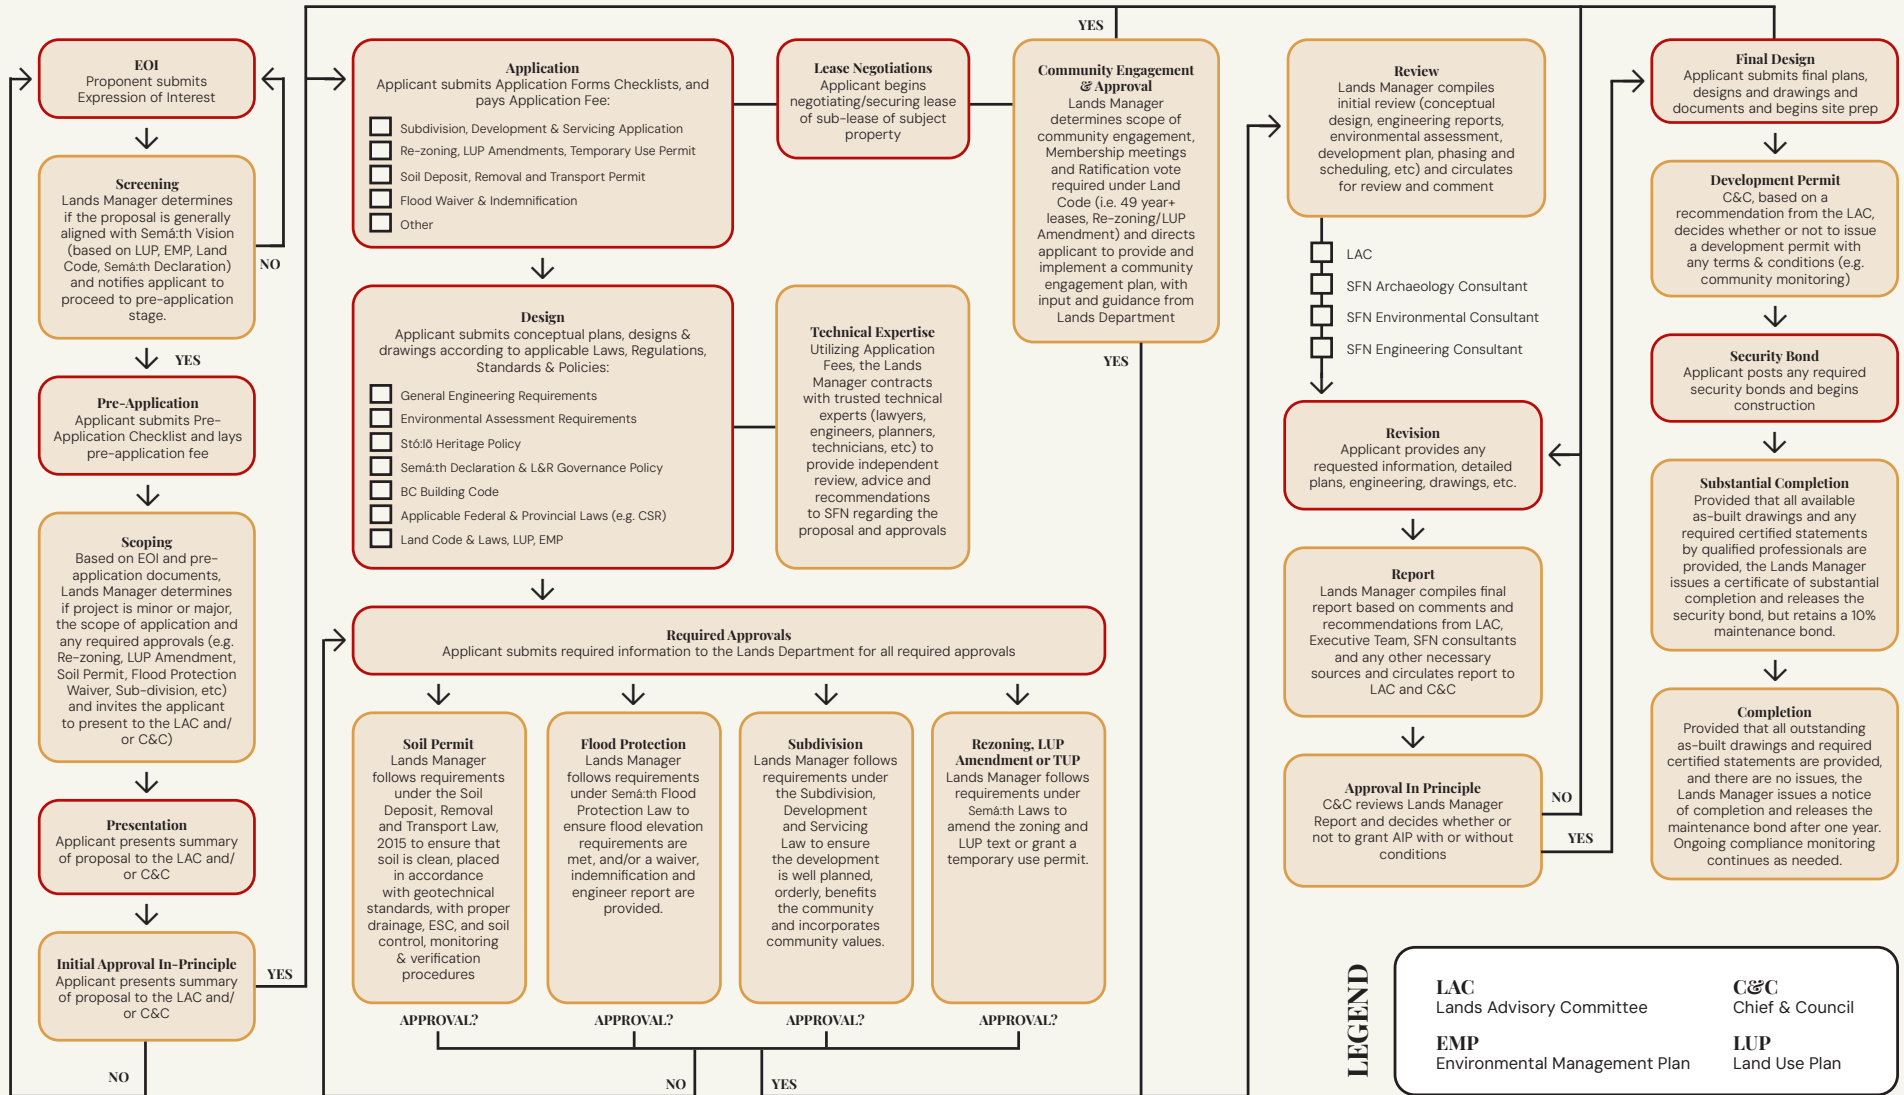 EOI
Proponent submits
Expression of Interest
Screening
Lands Manager determines
if the proposal is generally
aligned with Semá:th Vision
(based on LUP, EMP, Land
Code, Semá:th Declaration)
and notifies applicant to
proceed to pre-application
stage.
NO
YES
Pre-Application
Applicant submits Pre-
Application Checklist and lays
pre-application fee
Scoping
Based on EOI and pre-
application documents,
Lands Manager determines
if project is minor or major,
the scope of application and
any required approvals (e.g.
Re-zoning, LUP Amendment,
Soil Permit, Flood Protection
Waiver, Sub-division, etc)
and invites the applicant
to present to the LAC and/
or C&C)
Presentation
Applicant presents summary
of proposal to the LAC and/
or C&C
Initial Approval In-Principle
Applicant presents summary
of proposal to the LAC and/
or C&C
YES
NO
Application
Applicant submits Application Forms Checklists, and
pays Application Fee:
Subdivision, Development & Servicing Application
Re-zoning, LUP Amendments, Temporary Use Permit
Soil Deposit, Removal and Transport Permit
Flood Waiver & Indemnification
Other
Lease Negotiations
Applicant begins
negotiating/securing lease
of sub-lease of subject
property
YES
Community Engagement
& Approval
Lands Manager
determines scope of
community engagement,
Membership meetings
and Ratification vote
required under Land
Code (i.e. 49 year+
leases, Re-zoning/LUP
Amendment) and directs
applicant to provide and
implement a community
engagement plan, with
input and guidance from
Lands Department
YES
Design
Applicant submits conceptual plans, designs &
drawings according to applicable Laws, Regulations,
Standards & Policies:
General Engineering Requirements
Environmental Assessment Requirements
Stó:lō Heritage Policy
Semá:th Declaration & L&R Governance Policy
BC Building Code
Applicable Federal & Provincial Laws (e.g. CSR)
Land Code & Laws, LUP, EMP
Technical Expertise
Utilizing Application
Fees, the Lands
Manager contracts
with trusted technical
experts (lawyers,
engineers, planners,
technicians, etc) to
provide independent
review, advice and
recommendations
to SFN regarding the
proposal and approvals
Required Approvals
Applicant submits required information to the Lands Department for all required approvals
Soil Permit
Lands Manager
follows requirements
under the Soil
Deposit, Removal
and Transport Law,
2015 to ensure that
soil is clean, placed
in accordance
with geotechnical
standards, with proper
drainage, ESC, and soil
control, monitoring
& verification
procedures
APPROVAL?
Flood Protection
Lands Manager
follows requirements
under Semá:th Flood
Protection Law to
ensure flood elevation
requirements are
met, and/or a waiver,
indemnification and
engineer report are
provided.
APPROVAL?
Subdivision
Lands Manager follows
requirements under
the Subdivision,
Development
and Servicing
Law to ensure
the development
is well planned,
orderly, benefits
the community
and incorporates
community values.
APPROVAL?
Rezoning, LUP
Amendment or TUP
Lands Manager follows
requirements under
Semá:th Laws to
amend the zoning and
LUP text or grant a
temporary use permit.
APPROVAL?
NO
YES
Review
Lands Manager compiles
initial review (conceptual
design, engineering reports,
environmental assessment,
development plan, phasing and
scheduling, etc) and circulates
for review and comment
LAC
SFN Archaeology Consultant
SFN Environmental Consultant
SFN Engineering Consultant
Revision
Applicant provides any
requested information, detailed
plans, engineering, drawings, etc.
Report
Lands Manager compiles final
report based on comments and
recommendations from LAC,
Executive Team, SFN consultants
and any other necessary
sources and circulates report to
LAC and C&C
Approval In Principle
C&C reviews Lands Manager
Report and decides whether or
not to grant AIP with or without
conditions
NO
YES
Final Design
Applicant submits final plans,
designs and drawings and
documents and begins site prep
Development Permit
C&C, based on a
recommendation from the LAC,
decides whether or not to issue
a development permit with
any terms & conditions (e.g.
community monitoring)
Security Bond
Applicant posts any required
security bonds and begins
construction
Substantial Completion
Provided that all available
as-built drawings and any
required certified statements
by qualified professionals are
provided, the Lands Manager
issues a certificate of substantial
completion and releases the
security bond, but retains a 10%
maintenance bond.
Completion
Provided that all outstanding
as-built drawings and required
certified statements are provided,
and there are no issues, the
Lands Manager issues a notice
of completion and releases the
maintenance bond after one year.
Ongoing compliance monitoring
continues as needed.
LEGEND
LAC
Lands Advisory Committee
C&C
Chief & Council
EMP
Environmental Management Plan
LUP
Land Use Plan